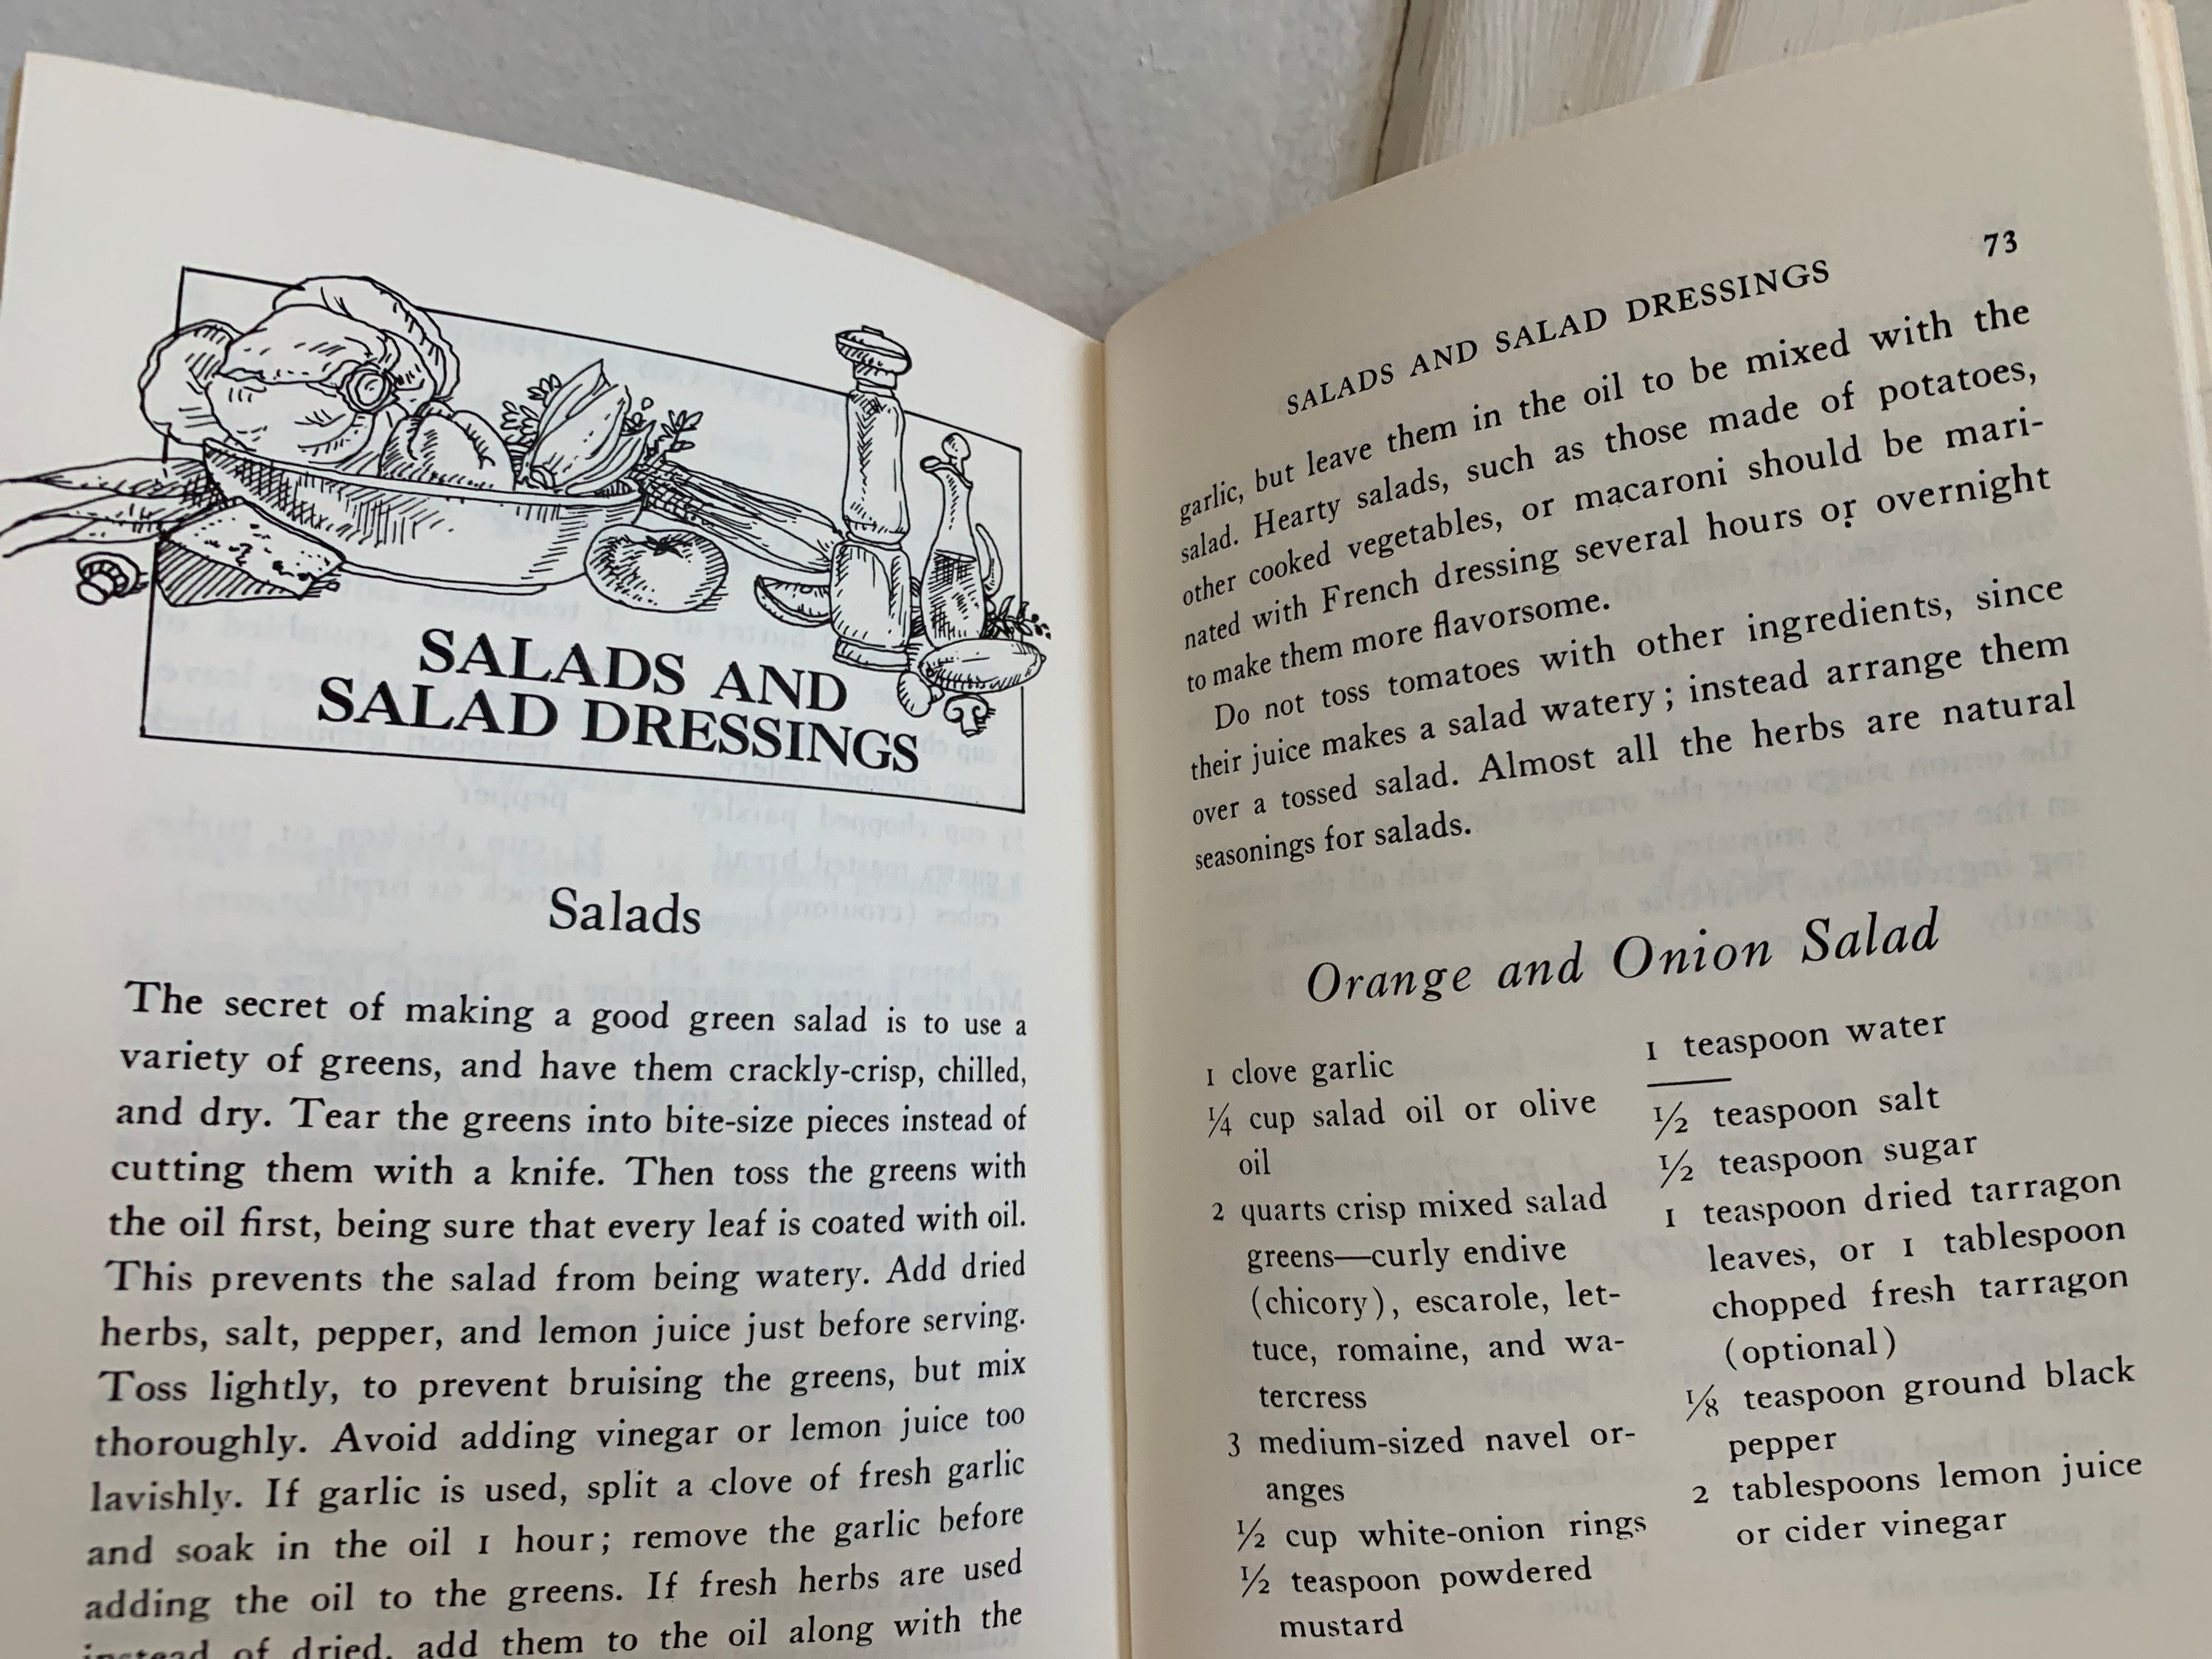 SALADS AND
SALAD DRESSINGS
Salads
The secret of making a good green salad is to use a
variety of greens, and have them crackly-crisp, chilled,
and dry. Tear the greens into bite-size pieces instead of
cutting them with a knife. Then toss the greens with
the oil first, being sure that every leaf is coated with oil.
This prevents the salad from being watery. Add dried
herbs, salt, pepper, and lemon juice just before serving.
Toss lightly, to prevent bruising the greens, but mix
thoroughly. Avoid adding vinegar or lemon juice too
lavishly. If garlic is used, split a clove of fresh garlic
and soak in the oil 1 hour; remove the garlic before
adding the oil to the greens. If fresh herbs are used
instead of dried, add them to the oil along with the
73
SALADS AND SALAD DRESSINGS
garlic, but leave them in the oil to be mixed with the
salad. Hearty salads, such as those made of potatoes,
other cooked vegetables, or macaroni should be mari-
nated with French dressing several hours or overnight
to make them more flavorsome.
Do not toss tomatoes with other ingredients, since
their juice makes a salad watery; instead arrange them
over a tossed salad. Almost all the herbs are natural
seasonings for salads.
Orange and Onion Salad
1 clove garlic
¼ cup salad oil or olive
oil
2 quarts crisp mixed salad
greens—curly endive
(chicory), escarole, let-
tuce, romaine, and wa-
tercress
3 medium-sized navel or-
anges
½ cup white-onion rings
½ teaspoon powdered
mustard
1 teaspoon water
½ teaspoon salt
½ teaspoon sugar
1 teaspoon dried tarragon
leaves, or 1 tablespoon
chopped fresh tarragon
(optional)
⅛ teaspoon ground black
pepper
2 tablespoons lemon juice
or cider vinegar